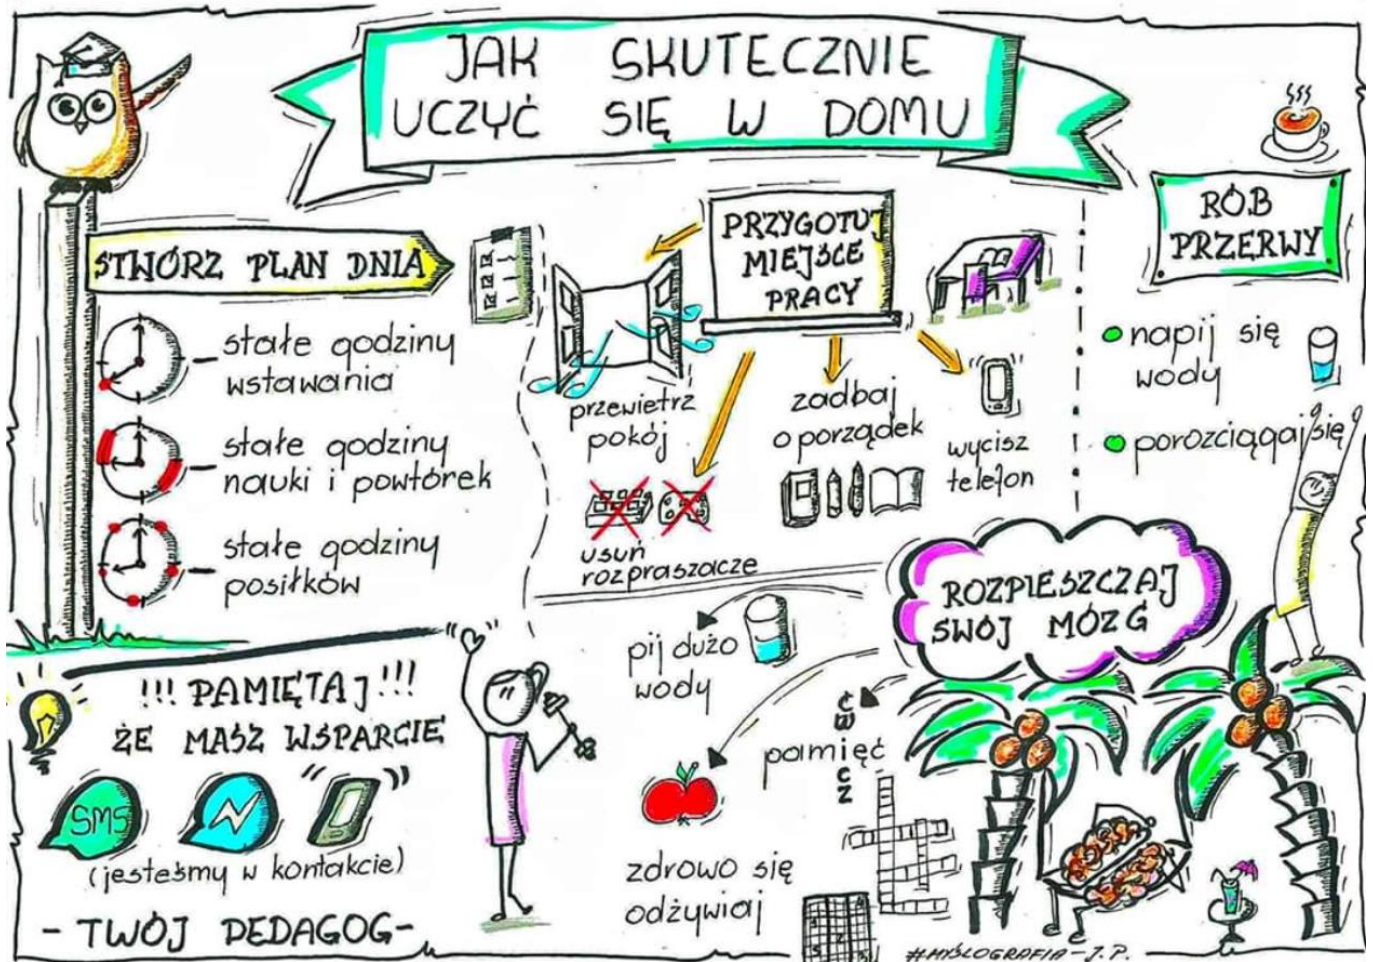 JAK SKUTECZNIE
UCZYĆ SIĘ W DOMU
STWÓRZ PLAN DNIA
stałe godziny
wstawania
stałe godziny
nauki i powtórek
stałe godziny
posiłków
PRZYGOTUJ
MIEJSCE
PRACY
przewietrz
pokój
usuń
rozpraszacze
zadbaj
o porządek
wycisz
telefon
RÓB
PRZERWY
napij się
wody
porozciągaj się
ROZPIESZCZAJ
SWÓJ MÓZG
pij dużo
wody
ĆWICZ
pamięć
zdrowo się
odżywiaj
!!! PAMIĘTAJ !!!
ŻE MASZ WSPARCIE
SMS
(jesteśmy w kontakcie)
- TWÓJ PEDAGOG -
#MYŚLOGRAFIA - J.P.